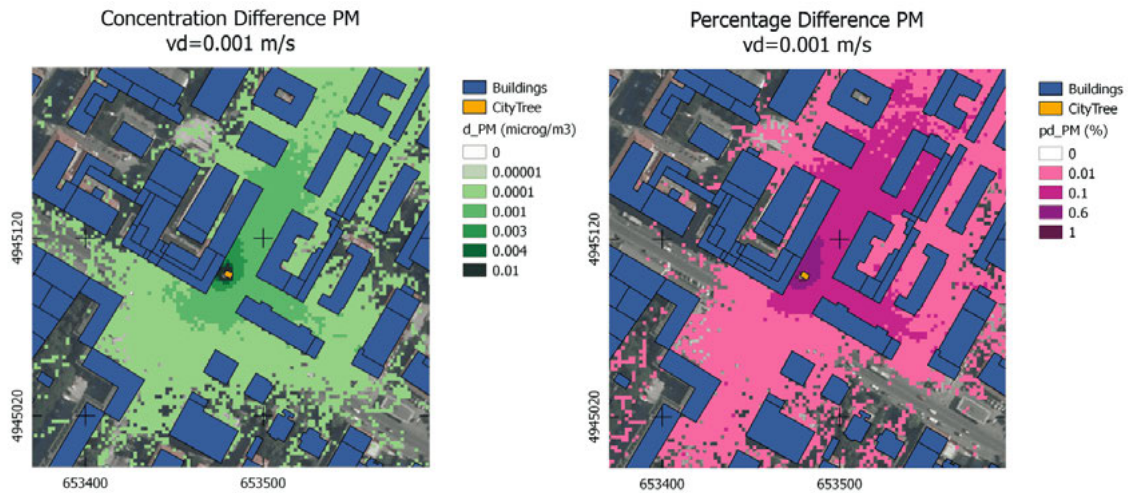 Concentration Difference PM
vd=0.001 m/s
Buildings
CityTree
d_PM (microg/m3)
0
0.00001
0.0001
0.001
0.003
0.004
0.01
4945120
4945020
653400
653500
Percentage Difference PM
vd=0.001 m/s
Buildings
CityTree
pd_PM (%)
0
0.01
0.1
0.6
1
4945120
4945020
653400
653500